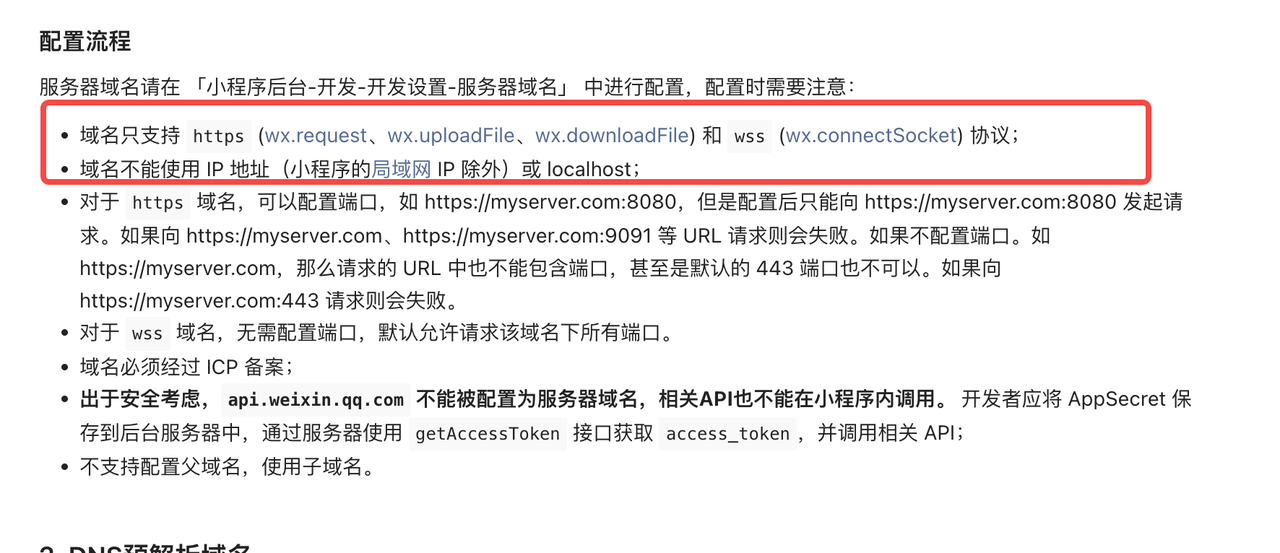 配置流程
服务器域名请在 「小程序后台-开发-开发设置-服务器域名」 中进行配置，配置时需要注意：
• 域名只支持 https (wx.request、wx.uploadFile、wx.downloadFile) 和 wss (wx.connectSocket) 协议；
• 域名不能使用 IP 地址（小程序的局域网 IP 除外）或 localhost；
• 对于 https 域名，可以配置端口，如 https://myserver.com:8080，但是配置后只能向 https://myserver.com:8080 发起请
求。如果向 https://myserver.com、https://myserver.com:9091 等 URL 请求则会失败。如果不配置端口。如
https://myserver.com，那么请求的 URL 中也不能包含端口，甚至是默认的 443 端口也不可以。如果向
https://myserver.com:443 请求则会失败。
• 对于 wss 域名，无需配置端口，默认允许请求该域名下所有端口。
• 域名必须经过 ICP 备案；
• 出于安全考虑，api.weixin.qq.com 不能被配置为服务器域名，相关API也不能在小程序内调用。 开发者应将 AppSecret 保
存到后台服务器中，通过服务器使用 getAccessToken 接口获取 access_token，并调用相关 API；
• 不支持配置父域名，使用子域名。
2. DNS预解析域名